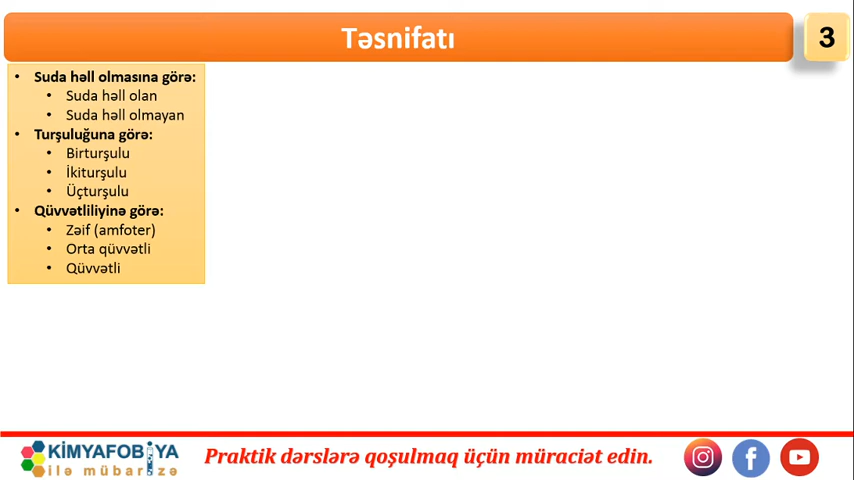 Təsnifatı
3
• Suda həll olmasına görə:
• Suda həll olan
• Suda həll olmayan
• Turşuluğuna görə:
• Birturşulu
• İkiturşulu
• Üçturşulu
• Qüvvətliliyinə görə:
• Zəif (amfoter)
• Orta qüvvətli
• Qüvvətli
KİMYAFOBİYA
ilə mübarizə
Praktik dərslərə qoşulmaq üçün müraciət edin.